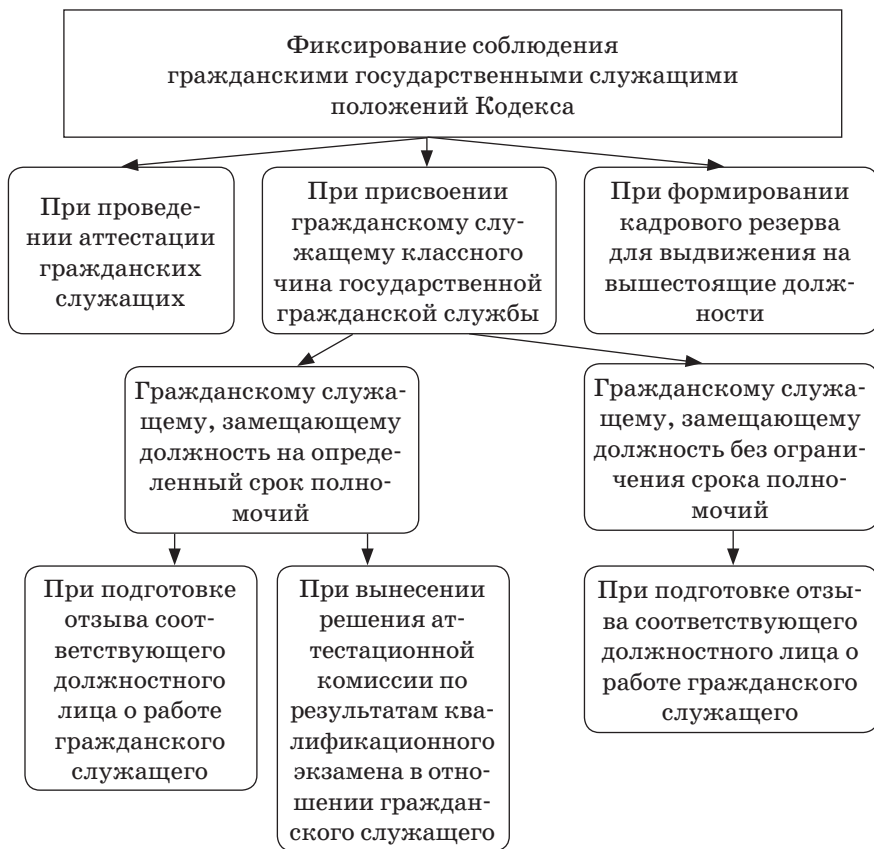 Фиксирование соблюдения
гражданскими государственными служащими
положений Кодекса
При проведе-
нии аттестации
гражданских
служащих
При присвоении
гражданскому слу-
жащему классного
чина государственной
гражданской службы
При формировании
кадрового резерва
для выдвижения на
вышестоящие долж-
ности
Гражданскому служа-
щему, замещающему
должность на опреде-
ленный срок полно-
мочий
Гражданскому служа-
щему, замещающему
должность без ограни-
чения срока полно-
мочий
При подготовке
отзыва соот-
ветствующего
должностного
лица о работе
гражданского
служащего
При вынесении
решения ат-
тестационной
комиссии по
результатам ква-
лификационного
экзамена в отно-
шении граждан-
ского служащего
При подготовке отзы-
ва соответствующего
должностного лица о
работе гражданского
служащего